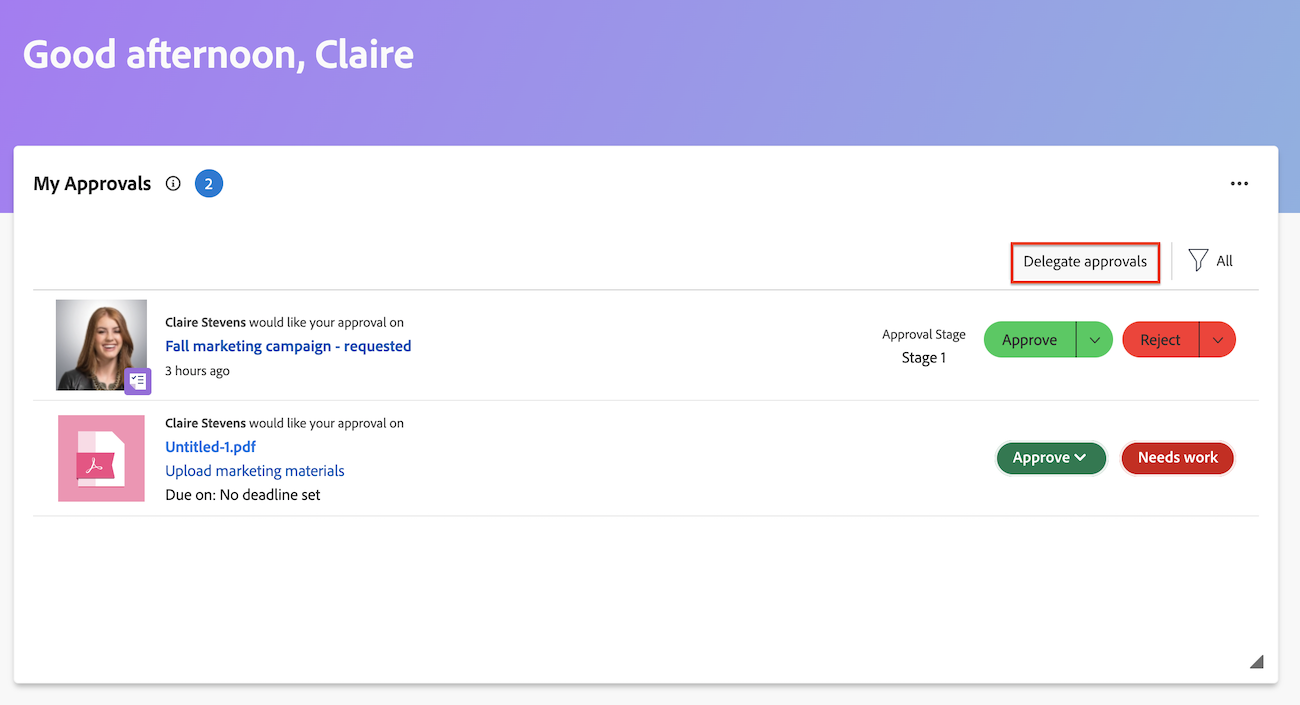 Good afternoon, Claire
My Approvals 2
Delegate approvals All
Claire Stevens would like your approval on
Fall marketing campaign - requested
3 hours ago
Approval Stage
Stage 1
Approve Reject
Claire Stevens would like your approval on
Untitled-1.pdf
Upload marketing materials
Due on: No deadline set
Approve Needs work